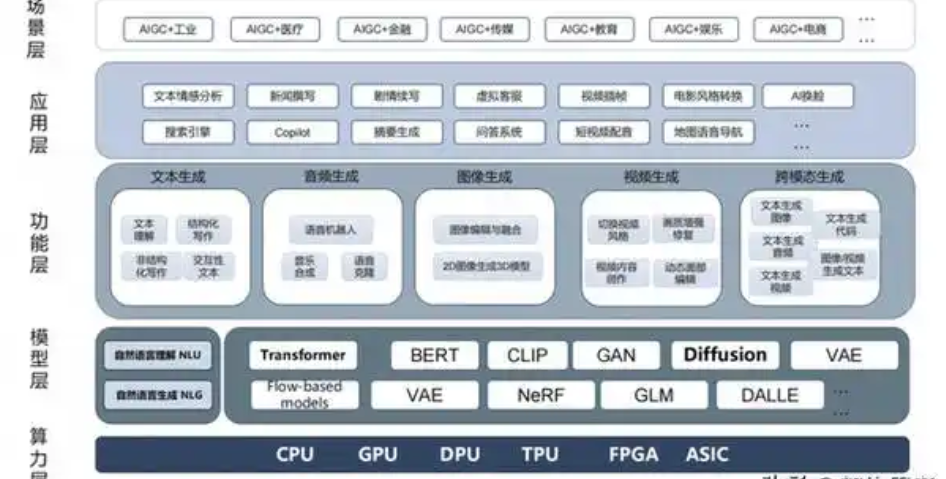 场景层
AIGC+工业 AIGC+医疗 AIGC+金融 AIGC+传媒 AIGC+教育 AIGC+娱乐 AIGC+电商 ...
...
应用层
文本情感分析 新闻撰写 剧情续写 虚拟客服 视频插帧 电影风格转换 AI换脸
搜索引擎 Copilot 摘要生成 问答系统 短视频配音 地图语音导航 ...
...
功能层
文本生成 音频生成 图像生成 视频生成 跨模态生成
文本
理解
结构化
写作
非结构
化写作
交互性
文本
语音机器人
音乐
合成
语音
克隆
图像编辑与融合
2D图像生成3D模型
切换视频
风格
画质增强
修复
视频内容
创作
动态面部
编辑
文本生成
图像
文本生成
代码
文本生成
音频
图像/视频
生成文本
文本生成
视频
模型层
自然语言理解 NLU
自然语言生成 NLG
Transformer BERT CLIP GAN Diffusion VAE
Flow-based
models
VAE NeRF GLM DALLE ...
...
算力层
CPU GPU DPU TPU FPGA ASIC